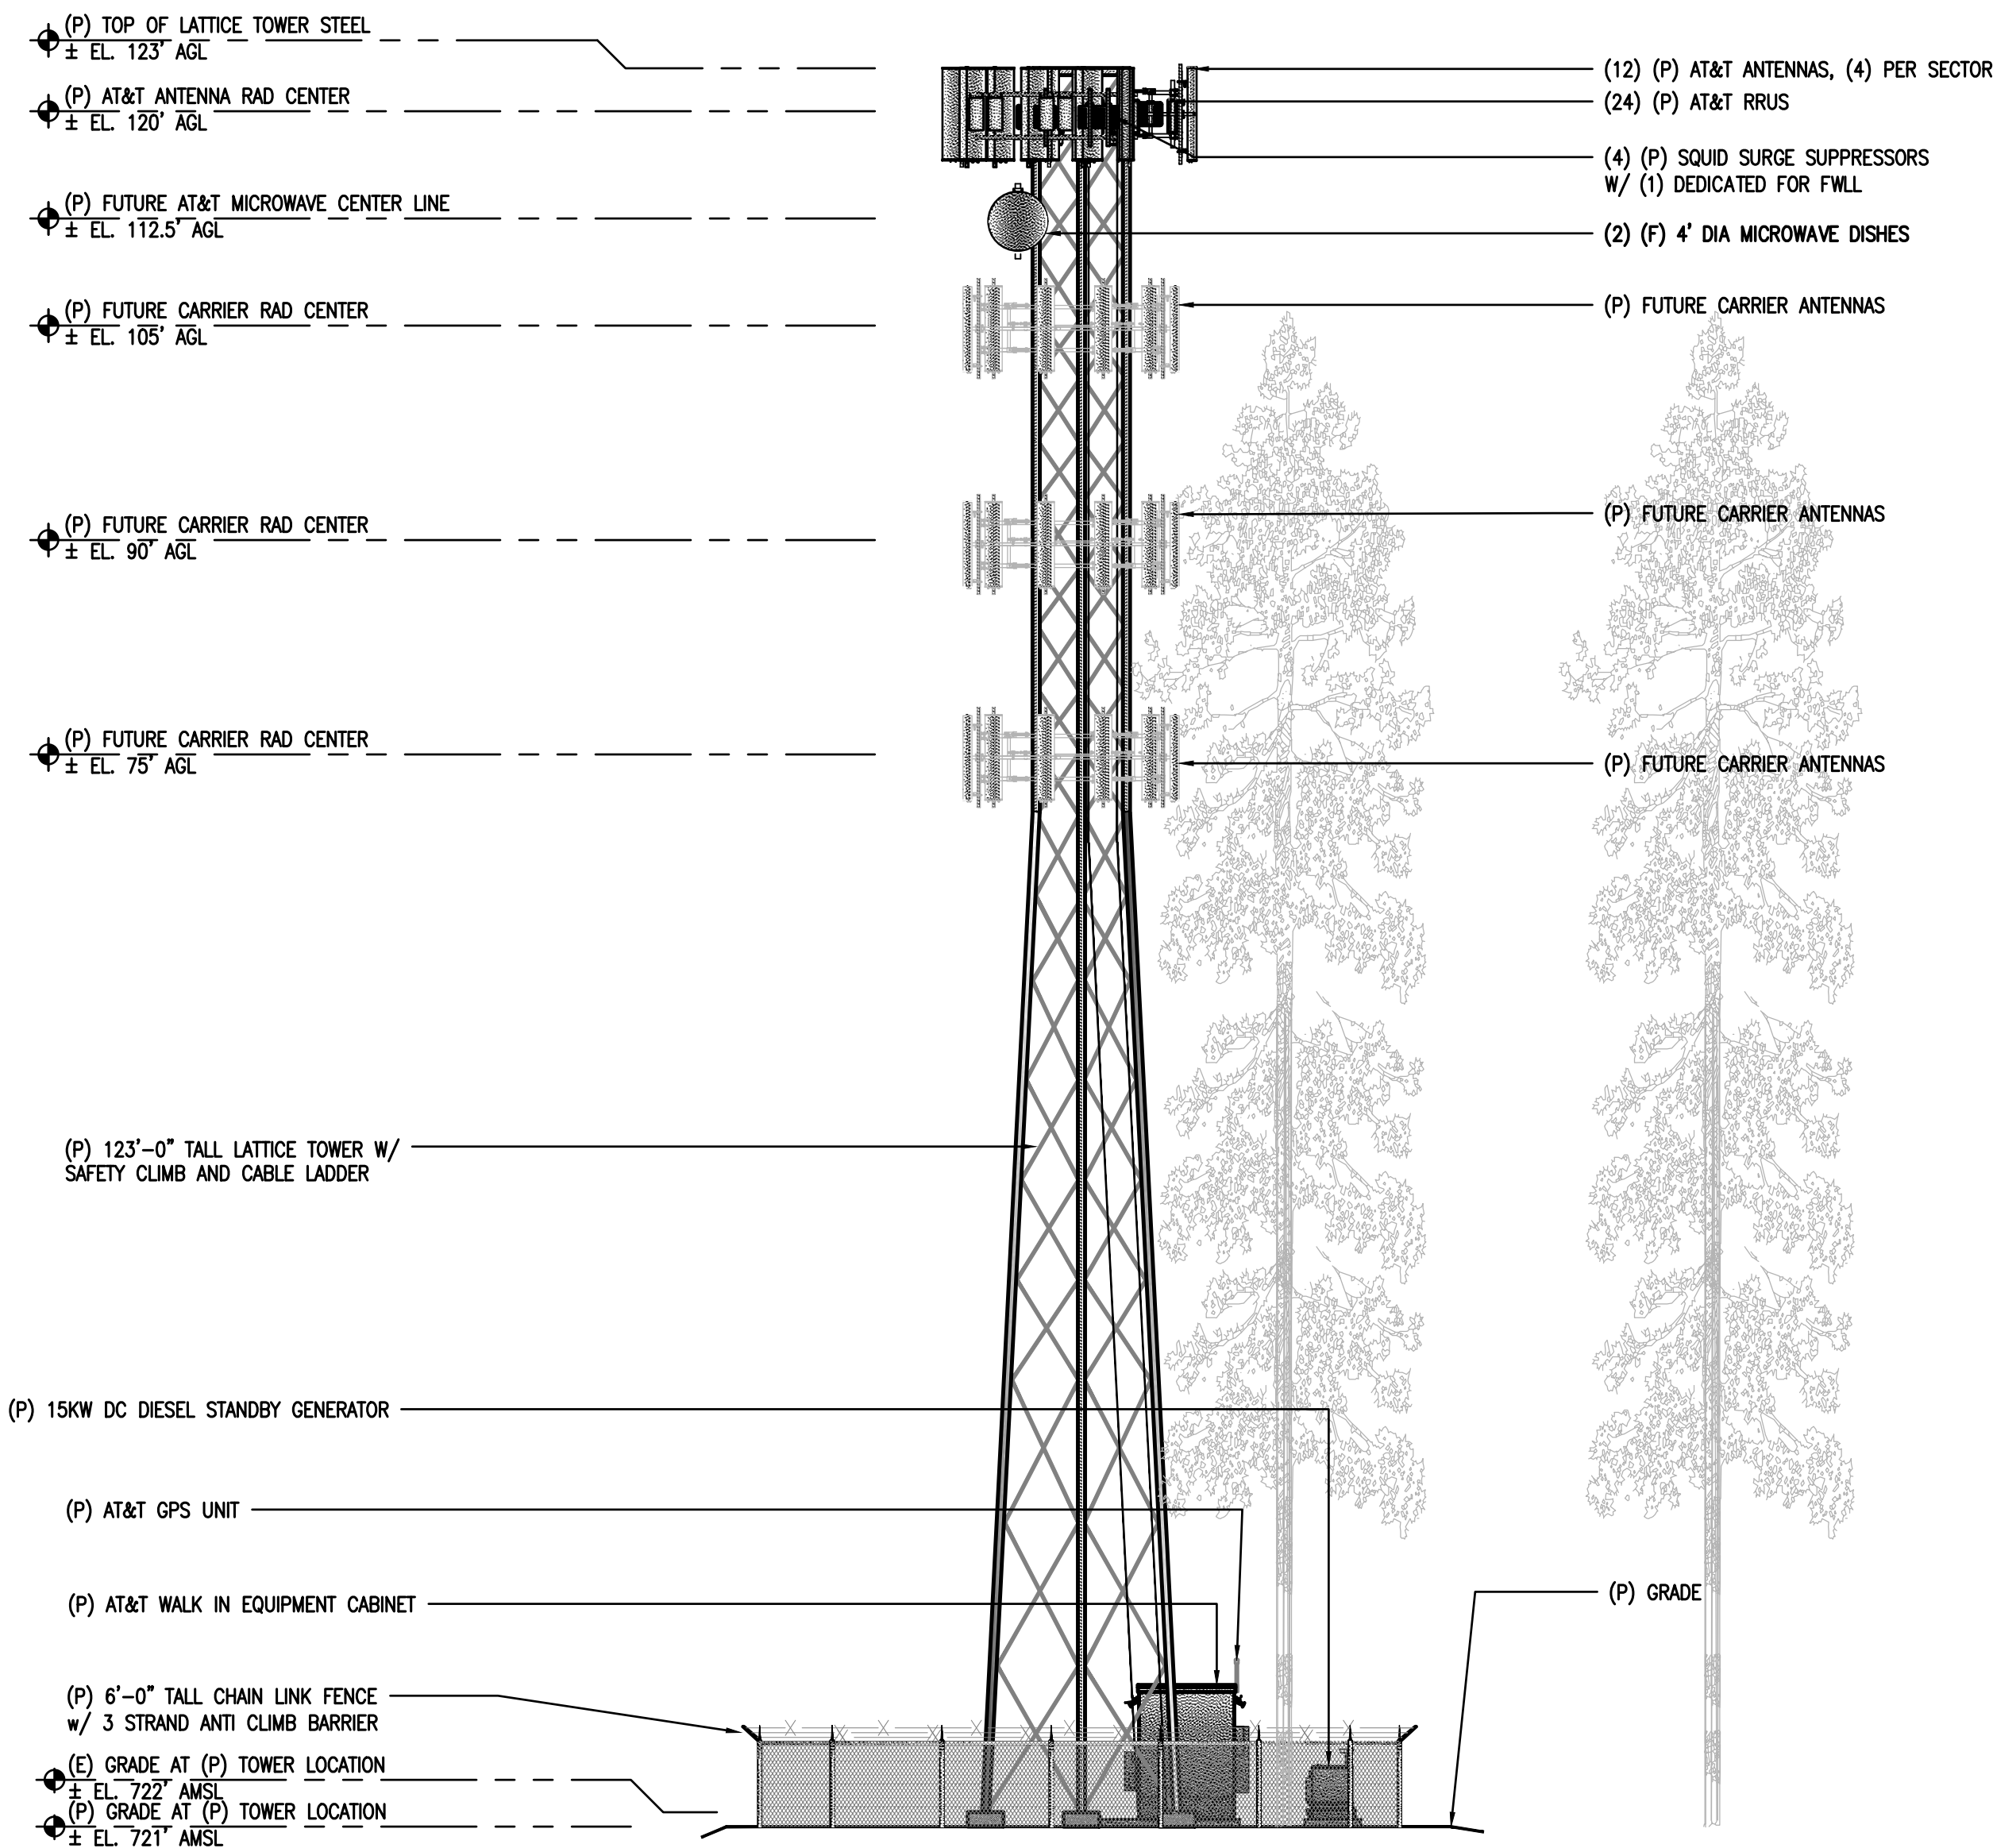 (P) TOP OF LATTICE TOWER STEEL
± EL. 123' AGL
(P) AT&T ANTENNA RAD CENTER
± EL. 120' AGL
(P) FUTURE AT&T MICROWAVE CENTER LINE
± EL. 112.5' AGL
(P) FUTURE CARRIER RAD CENTER
± EL. 105' AGL
(P) FUTURE CARRIER RAD CENTER
± EL. 90' AGL
(P) FUTURE CARRIER RAD CENTER
± EL. 75' AGL
(P) 123'-0" TALL LATTICE TOWER W/
SAFETY CLIMB AND CABLE LADDER
(P) 15KW DC DIESEL STANDBY GENERATOR
(P) AT&T GPS UNIT
(P) AT&T WALK IN EQUIPMENT CABINET
(P) 6'-0" TALL CHAIN LINK FENCE
w/ 3 STRAND ANTI CLIMB BARRIER
(E) GRADE AT (P) TOWER LOCATION
± EL. 722' AMSL
(P) GRADE AT (P) TOWER LOCATION
± EL. 721' AMSL
(12) (P) AT&T ANTENNAS, (4) PER SECTOR
(24) (P) AT&T RRUS
(4) (P) SQUID SURGE SUPPRESSORS
W/ (1) DEDICATED FOR FWLL
(2) (F) 4' DIA MICROWAVE DISHES
(P) FUTURE CARRIER ANTENNAS
(P) FUTURE CARRIER ANTENNAS
(P) FUTURE CARRIER ANTENNAS
(P) GRADE